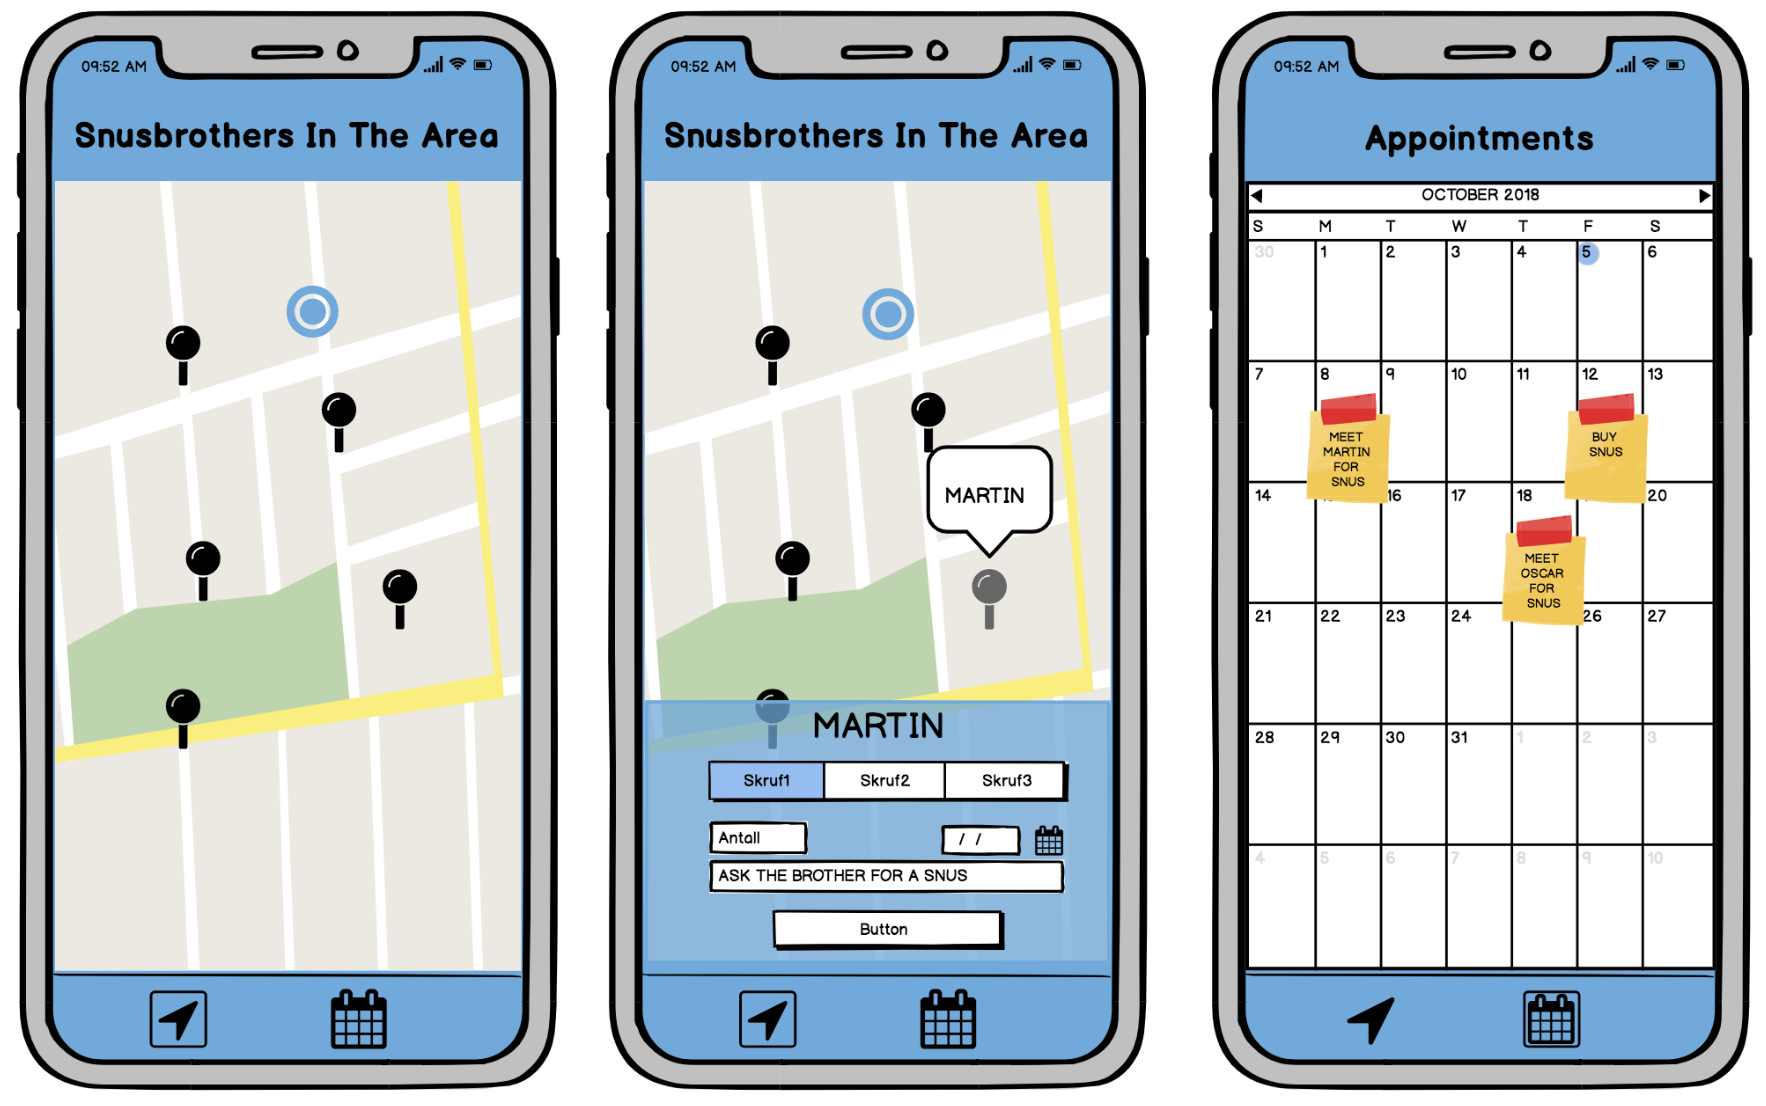 09:52 AM
Snusbrothers In The Area
09:52 AM
Snusbrothers In The Area
MARTIN
MARTIN
Skruf1 Skruf2 Skruf3
Antall / /
ASK THE BROTHER FOR A SNUS
Button
09:52 AM
Appointments
OCTOBER 2018
S M T W T F S
30 1 2 3 4 5 6
7 8 9 10 11 12 13
MEET
MARTIN
FOR
SNUS
BUY
SNUS
14 16 17 18 20
MEET
OSCAR
FOR
SNUS
21 22 23 24 26 27
28 29 30 31 1 2 3
4 5 6 7 8 9 10